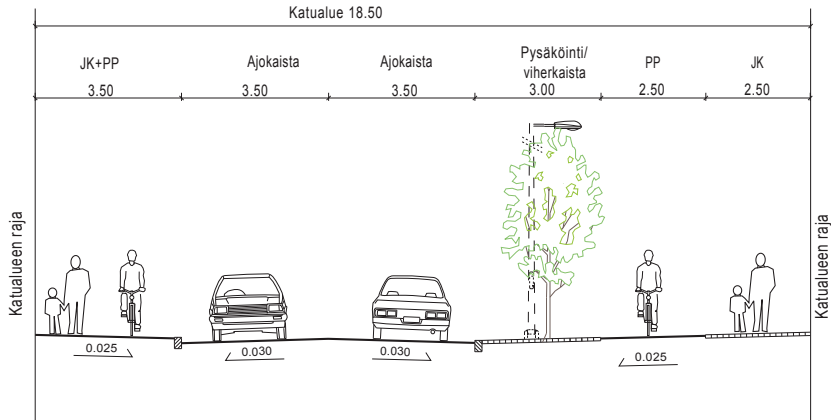 Katualue 18.50
JK+PP
Ajokaista
Ajokaista
Pysäköinti/
viherkaista
PP
JK
3.50
3.50
3.50
3.00
2.50
2.50
Katualueen raja
Katualueen raja
0.025
0.030
0.030
0.025